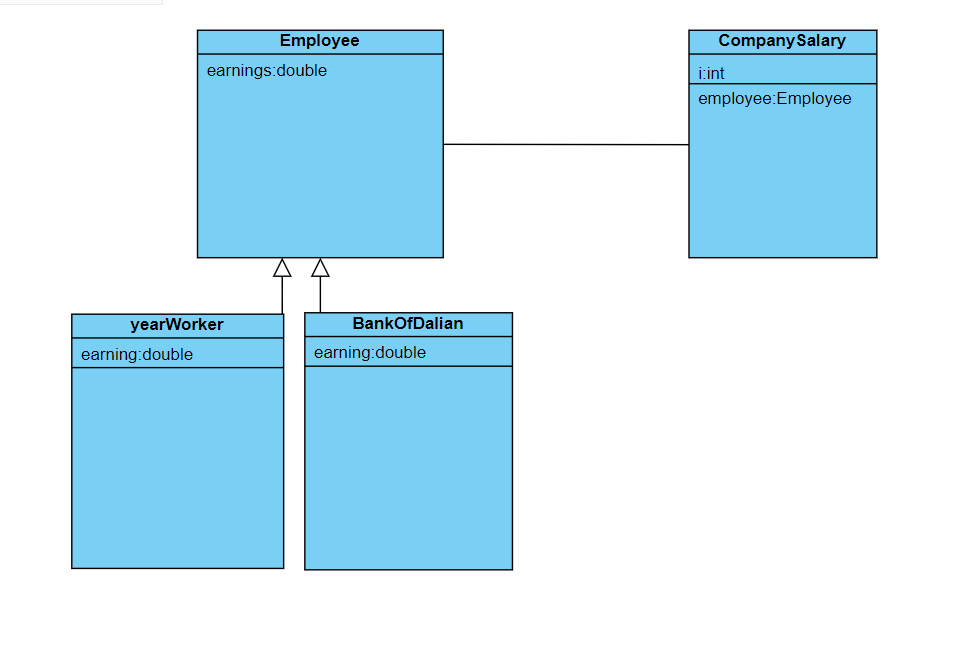 Employee
earnings:double
CompanySalary
i:int
employee:Employee
yearWorker
earning:double
BankOfDalian
earning:double